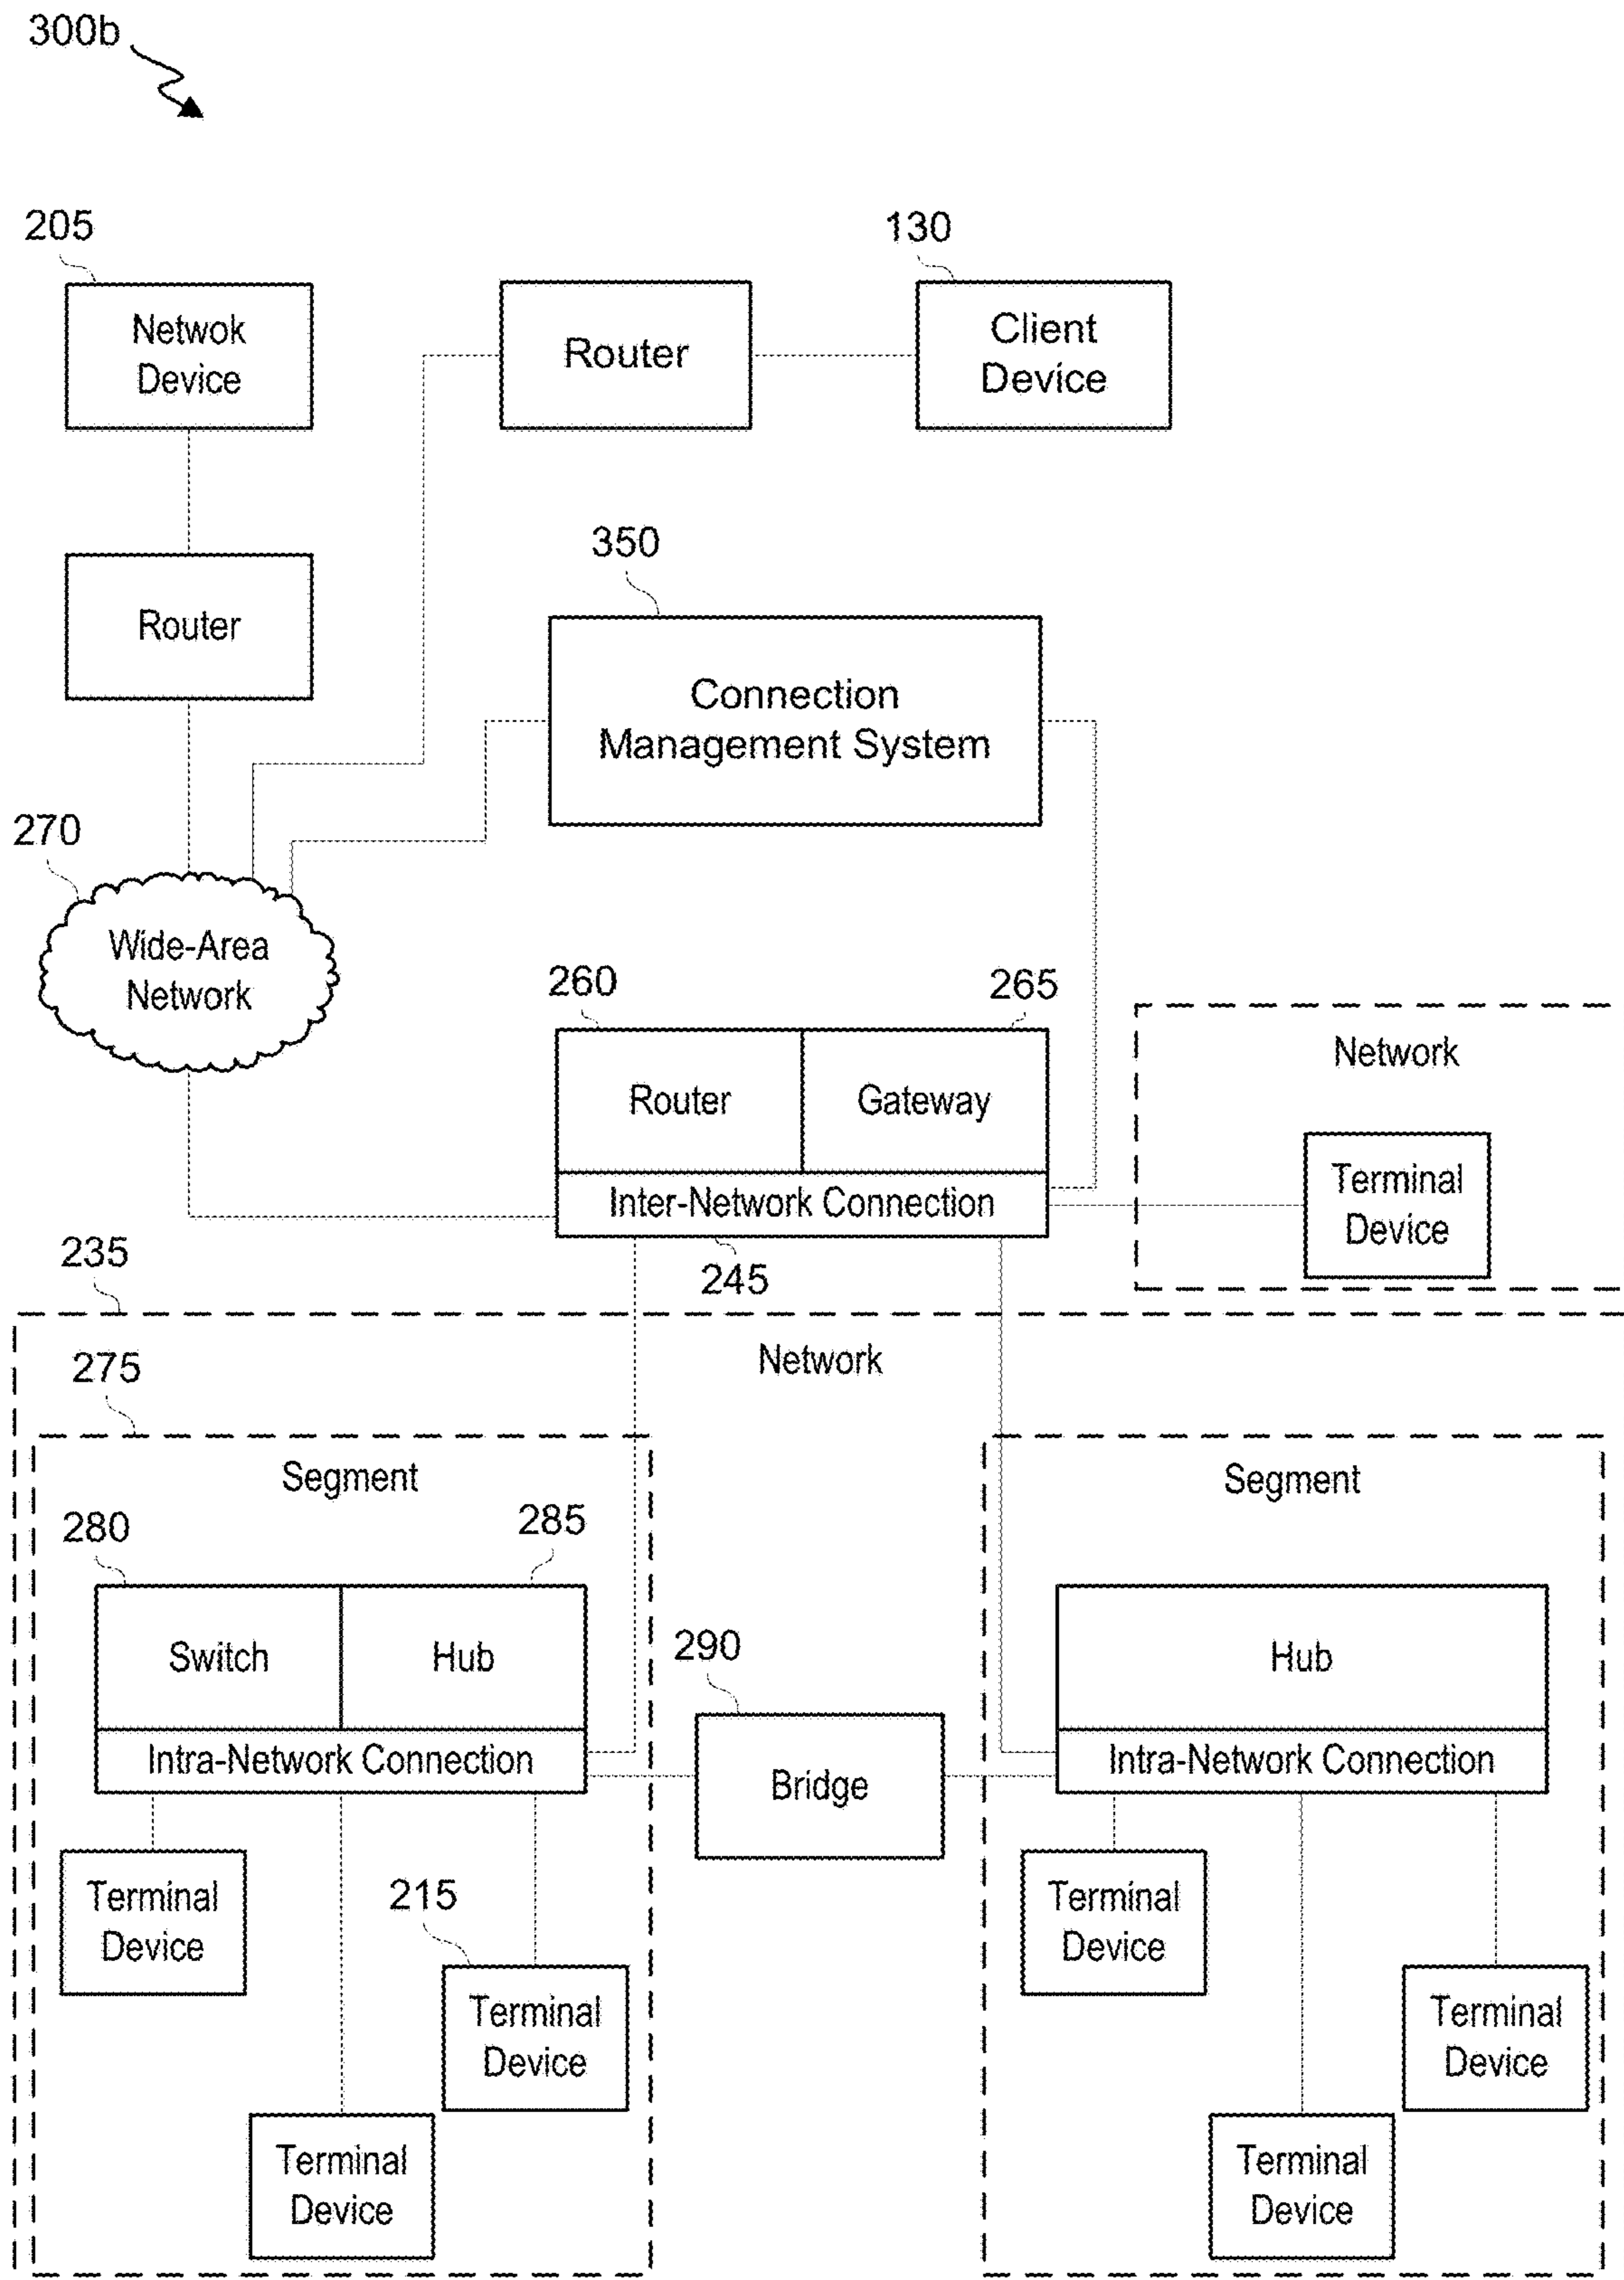 300b
205
130
Netwok
Device
Router
Client
Device
350
Router
Connection
Management System
270
Wide-Area
Network
260
265
Router
Gateway
Network
Terminal
Device
Inter-Network Connection
245
235
Network
275
Segment
Segment
280
285
Switch
Hub
Hub
290
Intra-Network Connection
Bridge
Intra-Network Connection
Terminal
Device
215
Terminal
Device
Terminal
Device
Terminal
Device
Terminal
Device
Terminal
Device